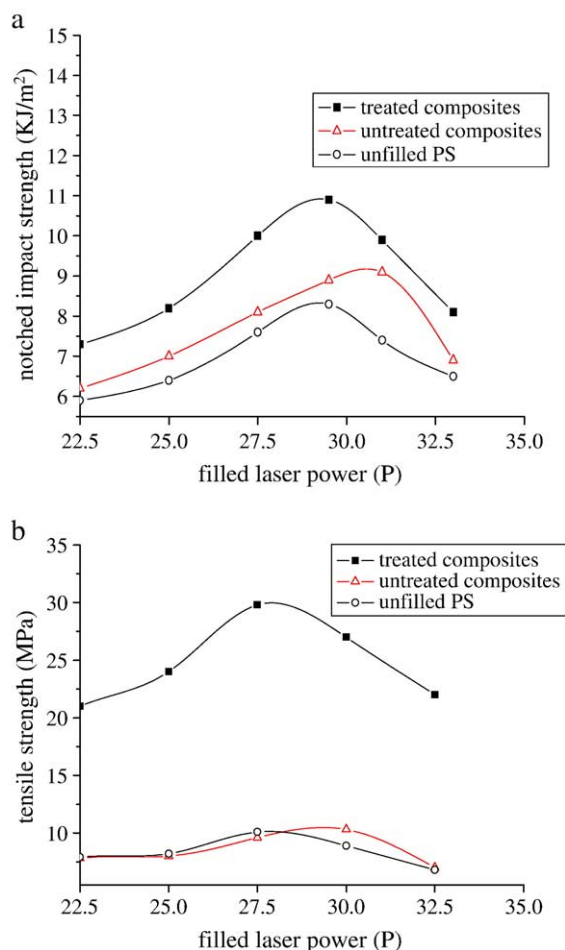 a
15
14
13
12
11
10
9
8
7
6
notched impact strength (KJ/m²)
treated composites
untreated composites
unfilled PS
22.5 25.0 27.5 30.0 32.5 35.0
filled laser power (P)
b
35
30
25
20
10
tensile strength (MPa)
treated composites
untreated composites
unfilled PS
22.5 25.0 27.5 30.0 32.5 35.0
filled laser power (P)